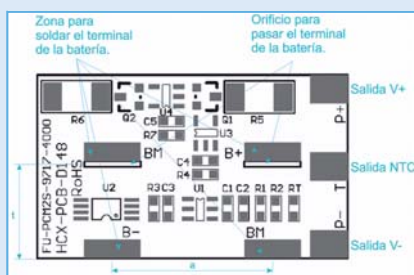 Zona para
soldar el terminal
de la batería.
Orificio para
pasar el terminal
de la batería.
Salida V+
Salida NTC
Salida V-
P+
T
P-
R6
Q2
U4
C5
R7
Q1
R5
U3
BM
B+
C4
R4
FU-PCM2S-9717-4000
HCX-PCB-D148
RoHS
U2
R3
C3
U1
C1
C2
R1
R2
RT
B-
BM
t
a